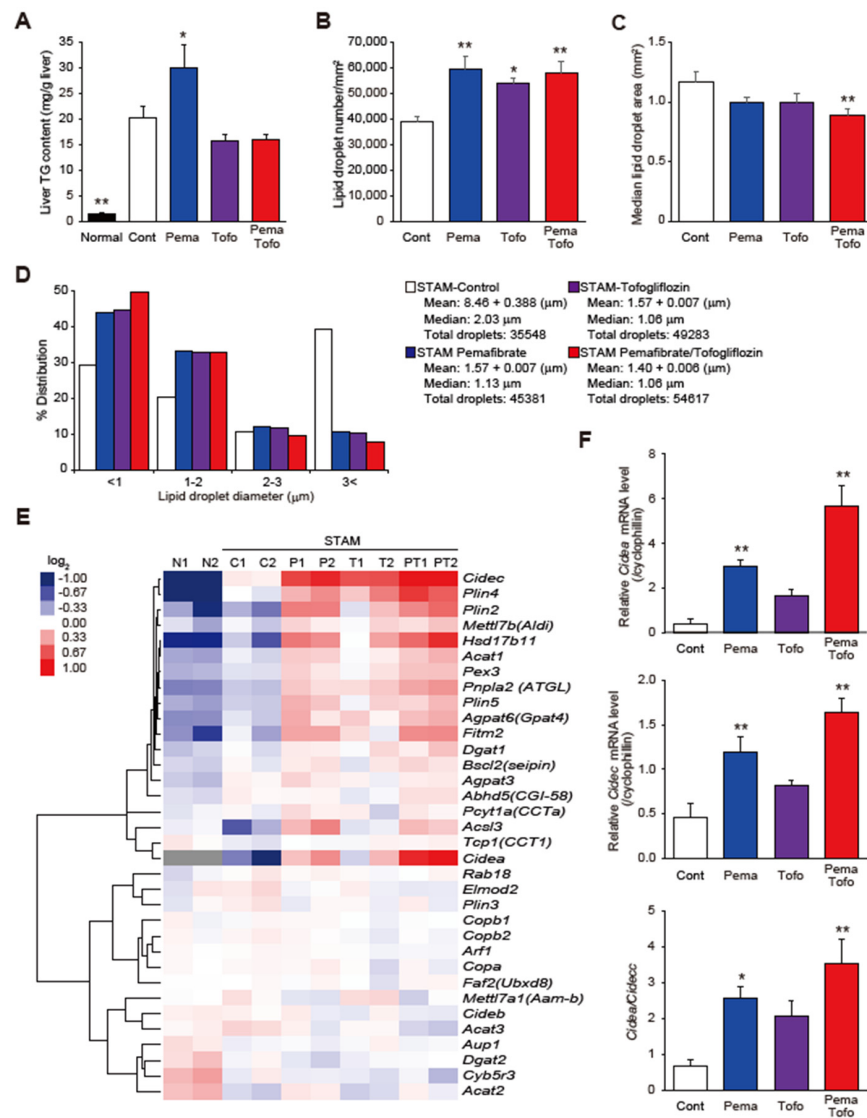 A
Liver TG content (mg/g liver)
35
30
25
20
15
10
5
0
**
*
Normal
Cont
Pema
Tofo
Pema
Tofo
B
Lipid droplet number/mm2
70,000
60,000
50,000
40,000
30,000
20,000
10,000
0
**
*
**
Cont
Pema
Tofo
Pema
Tofo
C
Median lipid droplet area (mm2)
1.5
1.0
0.5
0
**
Cont
Pema
Tofo
Pema
Tofo
D
% Distribution
50
40
30
20
10
0
<1
1-2
2-3
3<
Lipid droplet diameter (μm)
STAM-Control
Mean: 8.46 + 0.388 (μm)
Median: 2.03 μm
Total droplets: 35548
STAM-Tofogliflozin
Mean: 1.57 + 0.007 (μm)
Median: 1.06 μm
Total droplets: 49283
STAM Pemafibrate
Mean: 1.57 + 0.007 (μm)
Median: 1.13 μm
Total droplets: 45381
STAM Pemafibrate/Tofogliflozin
Mean: 1.40 + 0.006 (μm)
Median: 1.06 μm
Total droplets: 54617
E
log2
-1.00
-0.67
-0.33
0.00
0.33
0.67
1.00
STAM
N1 N2 C1 C2 P1 P2 T1 T2 PT1 PT2
Cidec
Plin4
Plin2
Mettl7b(Aldi)
Hsd17b11
Acat1
Pex3
Pnpla2 (ATGL)
Plin5
Agpat6(Gpat4)
Fitm2
Dgat1
Bscl2(seipin)
Agpat3
Abhd5(CGI-58)
Pcyt1a(CCTa)
Acsl3
Tcp1(CCT1)
Cidea
Rab18
Elmod2
Plin3
Copb1
Copb2
Arf1
Copa
Faf2(Ubxd8)
Mettl7a1(Aam-b)
Cideb
Acat3
Aup1
Dgat2
Cyb5r3
Acat2
F
Relative Cidea mRNA level
(/cyclophillin)
8
6
4
2
0
**
**
Cont
Pema
Tofo
Pema
Tofo
Relative Cidec mRNA level
(/cyclophillin)
2.0
1.5
1.0
0.5
0.0
**
**
Cont
Pema
Tofo
Pema
Tofo
Cidea/Cidecc
5
4
3
2
1
0
*
**
Cont
Pema
Tofo
Pema
Tofo